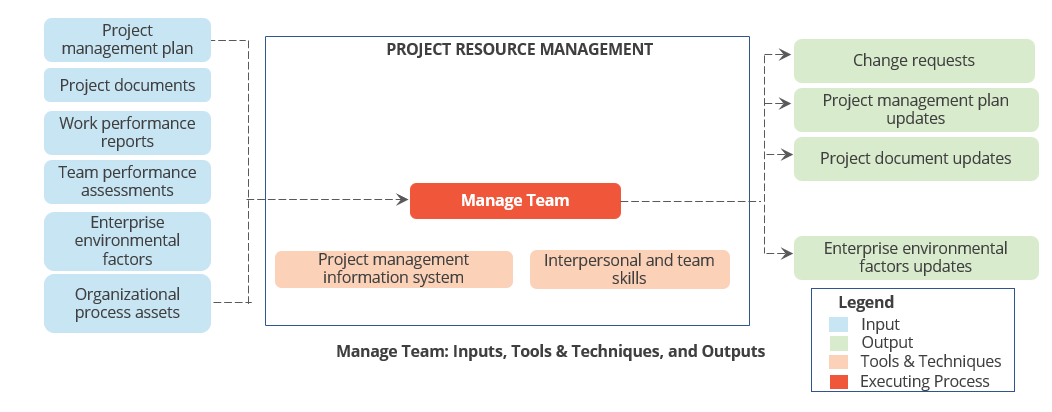 Project
management plan
Project documents
Work performance
reports
Team performance
assessments
Enterprise
environmental
factors
Organizational
process assets
PROJECT RESOURCE MANAGEMENT
Manage Team
Project management
information system
Interpersonal and team
skills
Manage Team: Inputs, Tools & Techniques, and Outputs
Change requests
Project management plan
updates
Project document updates
Enterprise environmental
factors updates
Legend
Input
Output
Tools & Techniques
Executing Process